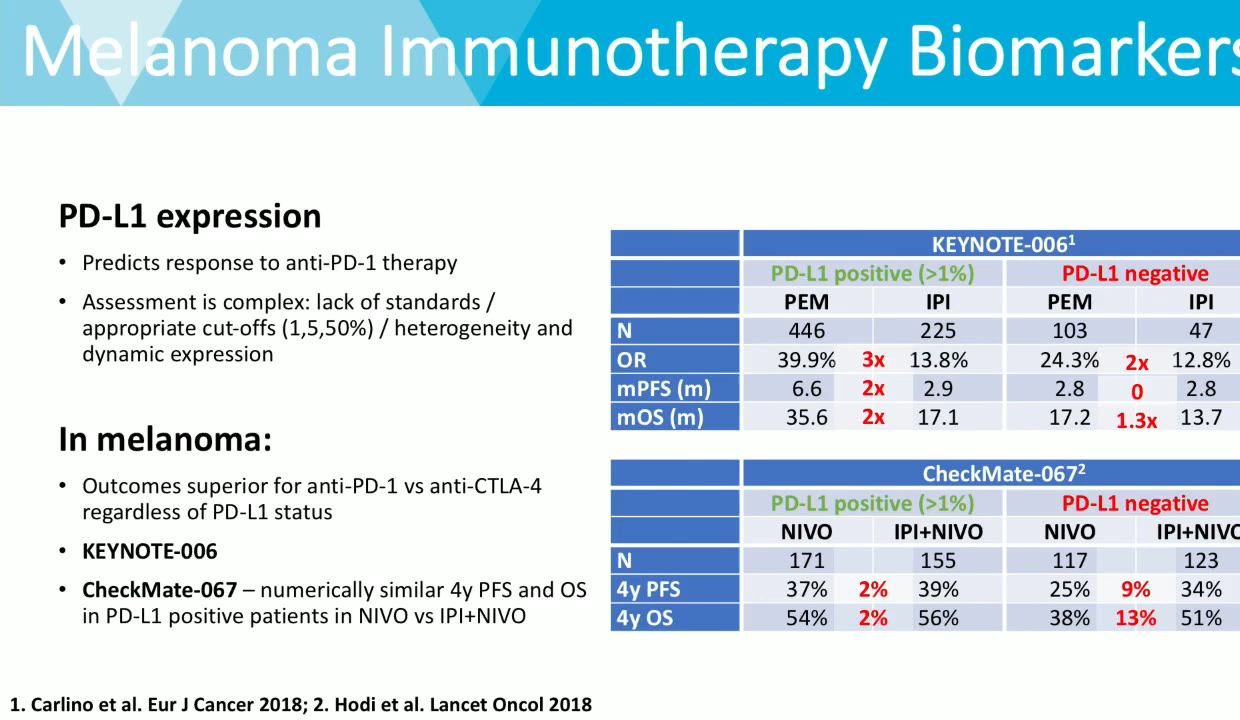 Melanoma Immunotherapy Biomarkers
PD-L1 expression
• Predicts response to anti-PD-1 therapy
• Assessment is complex: lack of standards /
appropriate cut-offs (1,5,50%) / heterogeneity and
dynamic expression
In melanoma:
• Outcomes superior for anti-PD-1 vs anti-CTLA-4
regardless of PD-L1 status
• KEYNOTE-006
• CheckMate-067 – numerically similar 4y PFS and OS
in PD-L1 positive patients in NIVO vs IPI+NIVO
KEYNOTE-006¹
PD-L1 positive (>1%) PD-L1 negative
PEM IPI PEM IPI
N 446 225 103 47
OR 39.9% 3x 13.8% 24.3% 2x 12.8%
mPFS (m) 6.6 2x 2.9 2.8 0 2.8
mOS (m) 35.6 2x 17.1 17.2 1.3x 13.7
CheckMate-067²
PD-L1 positive (>1%) PD-L1 negative
NIVO IPI+NIVO NIVO IPI+NIVO
N 171 155 117 123
4y PFS 37% 2% 39% 25% 9% 34%
4y OS 54% 2% 56% 38% 13% 51%
1. Carlino et al. Eur J Cancer 2018; 2. Hodi et al. Lancet Oncol 2018